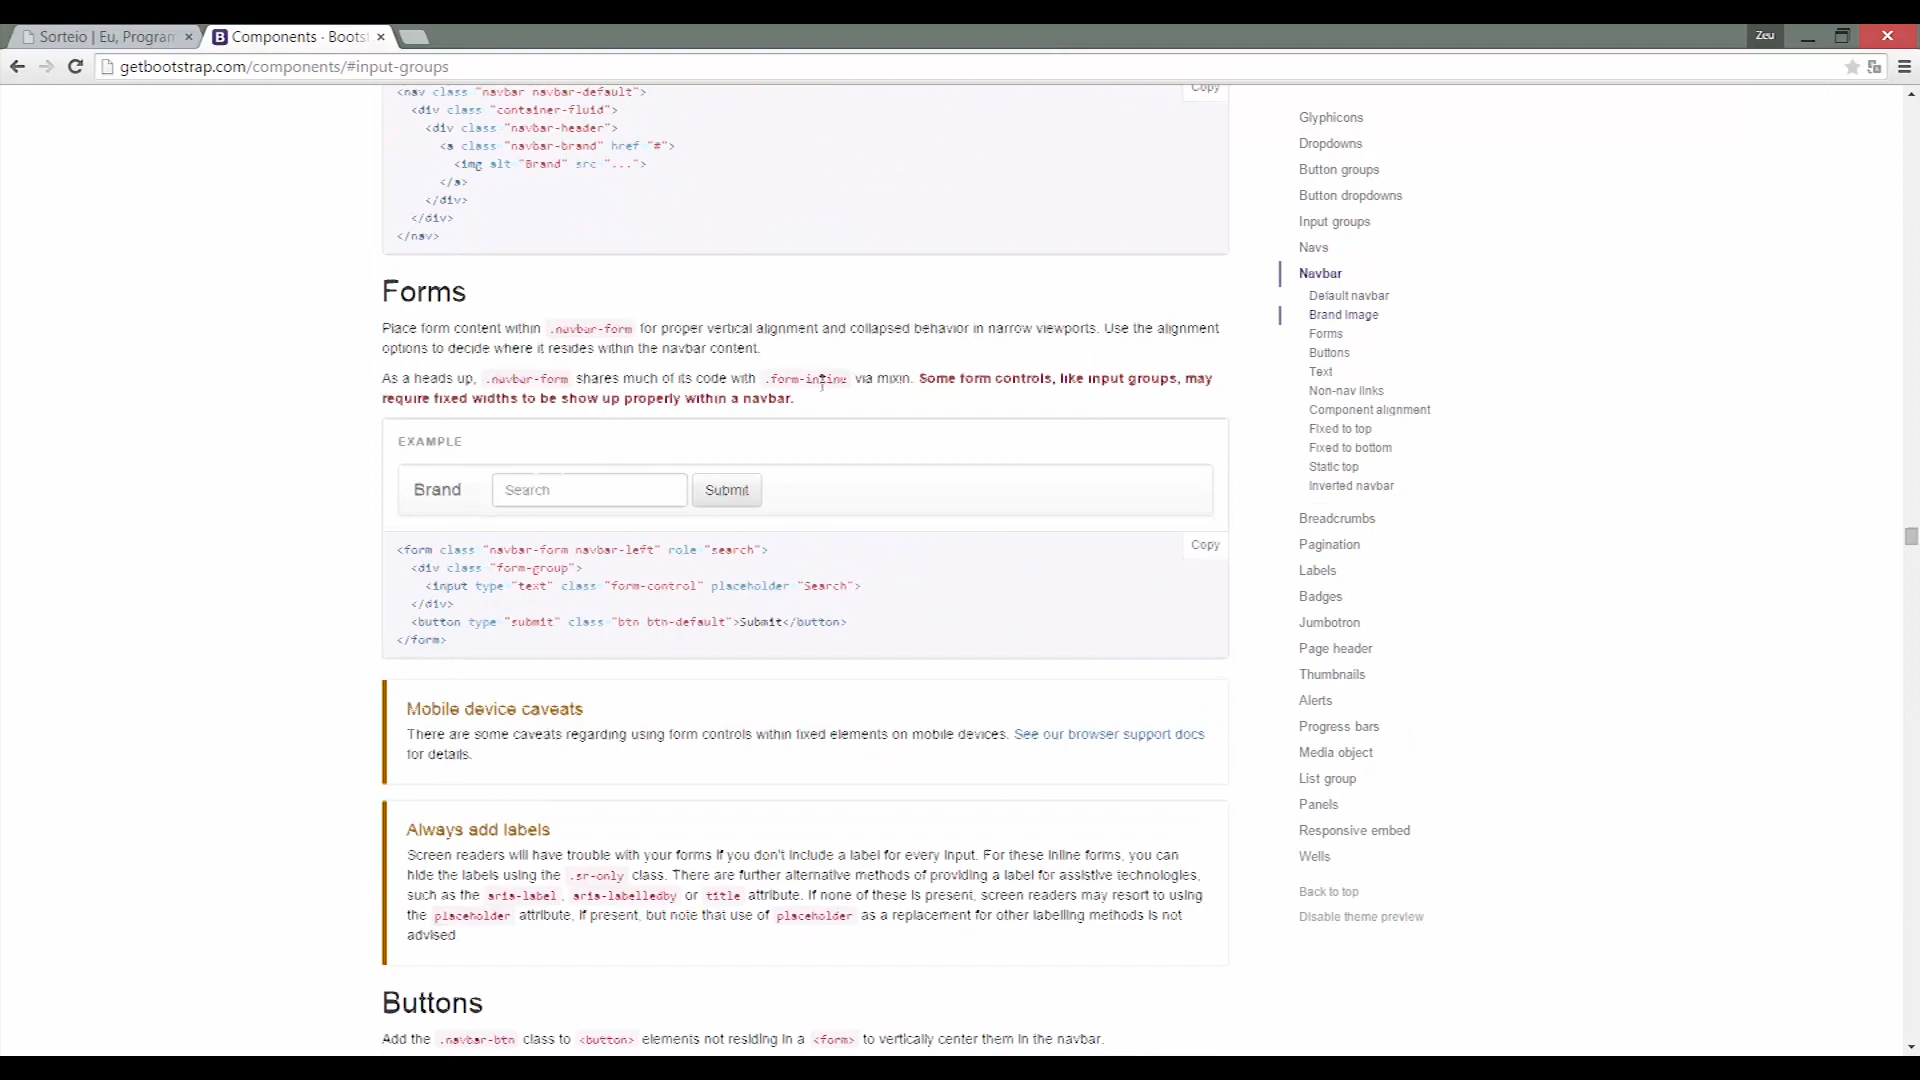 Sorteio | Eu, Program
Components · Boots
Zeu
getbootstrap.com/components/#input-groups
<nav class="navbar navbar-default">
<div class="container-fluid">
<div class="navbar-header">
<a class="navbar-brand" href="#">
<img alt="Brand" src="...">
</a>
</div>
</div>
</nav>
Copy
Forms
Place form content within .navbar-form for proper vertical alignment and collapsed behavior in narrow viewports. Use the alignment
options to decide where it resides within the navbar content.
As a heads up, .navbar-form shares much of its code with .form-inline via mixin. Some form controls, like input groups, may
require fixed widths to be show up properly within a navbar.
EXAMPLE
Brand
Search
Submit
Copy
<form class="navbar-form navbar-left" role="search">
<div class="form-group">
<input type="text" class="form-control" placeholder="Search">
</div>
<button type="submit" class="btn btn-default">Submit</button>
</form>
Mobile device caveats
There are some caveats regarding using form controls within fixed elements on mobile devices. See our browser support docs
for details.
Always add labels
Screen readers will have trouble with your forms if you don't include a label for every input. For these inline forms, you can
hide the labels using the .sr-only class. There are further alternative methods of providing a label for assistive technologies,
such as the aria-label, aria-labelledby or title attribute. If none of these is present, screen readers may resort to using
the placeholder attribute, if present, but note that use of placeholder as a replacement for other labelling methods is not
advised
Buttons
Add the .navbar-btn class to <button> elements not residing in a <form> to vertically center them in the navbar.
Glyphicons
Dropdowns
Button groups
Button dropdowns
Input groups
Navs
Navbar
Default navbar
Brand image
Forms
Buttons
Text
Non-nav links
Component alignment
Fixed to top
Fixed to bottom
Static top
Inverted navbar
Breadcrumbs
Pagination
Labels
Badges
Jumbotron
Page header
Thumbnails
Alerts
Progress bars
Media object
List group
Panels
Responsive embed
Wells
Back to top
Disable theme preview